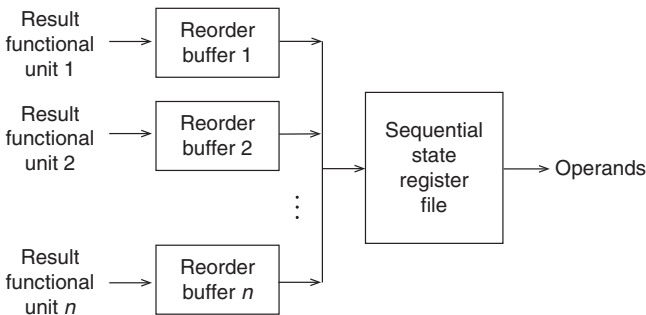 Result
functional
unit 1
Reorder
buffer 1
Result
functional
unit 2
Reorder
buffer 2
Sequential
state
register
file
Operands
Result
functional
unit n
Reorder
buffer n